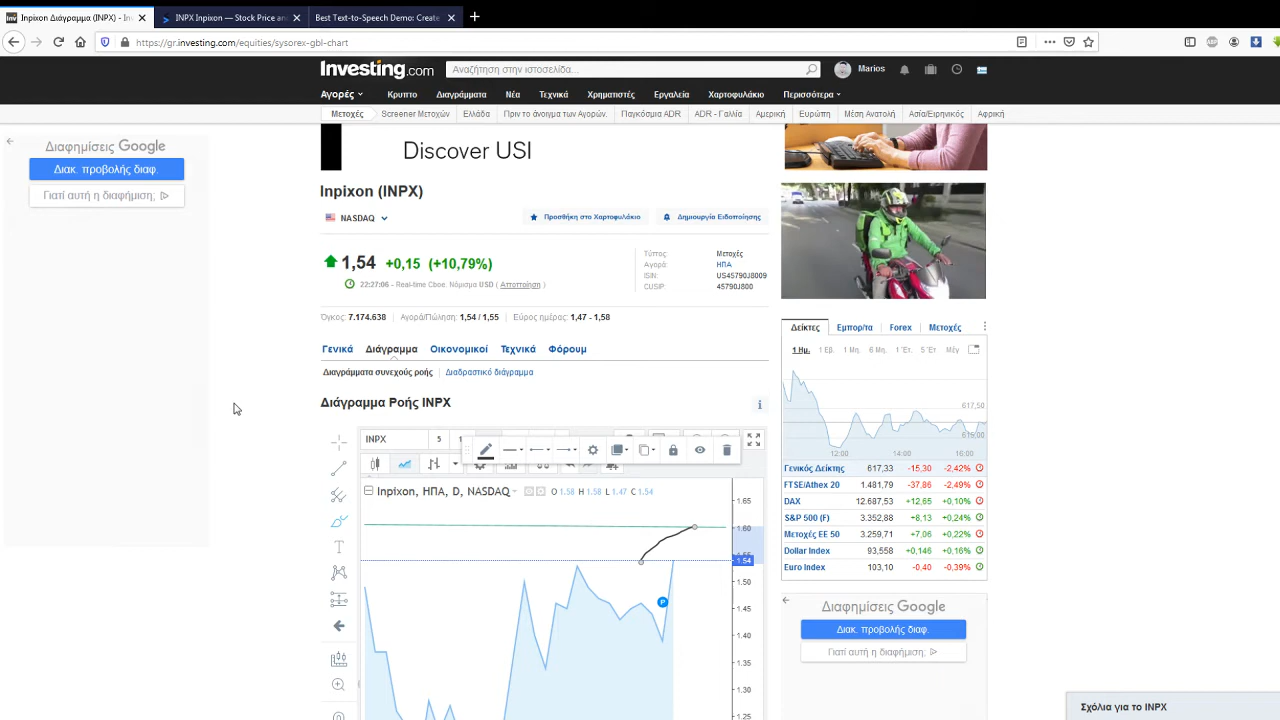 Inpixon Διάγραμμα (INPX) - Inv
INPX Inpixon — Stock Price and
Best Text-to-Speech Demo: Create
https://gr.investing.com/equities/sysorex-gbl-chart
Investing.com
Αναζήτηση στην ιστοσελίδα...
Marios
Αγορές Κρυπτο Διαγράμματα Νέα Τεχνικά Χρηματιστές Εργαλεία Χαρτοφυλάκιο Περισσότερα
Μετοχές Screener Μετοχών Ελλάδα Πριν το άνοιγμα των Αγορών. Παγκόσμια ADR ADR - Γαλλία Αμερική Ευρώπη Μέση Ανατολή Ασία/Ειρηνικός Αφρική
Διαφημίσεις Google
Διακ. προβολής διαφ.
Γιατί αυτή η διαφήμιση;
Discover USI
Inpixon (INPX)
NASDAQ
Προσθήκη στο Χαρτοφυλάκιο
Δημιουργία Ειδοποίησης
1,54 +0,15 (+10,79%)
22:27:06 - Real-time Cboe. Νόμισμα USD ( Αποποίηση )
Τύπος: Μετοχές
Αγορά: ΗΠΑ
ISIN: US45790J8009
CUSIP: 45790J800
Όγκος: 7.174.638 Αγορά/Πώληση: 1,54 / 1,55 Εύρος ημέρας: 1,47 - 1,58
Γενικά Διάγραμμα Οικονομικοί Τεχνικά Φόρουμ
Διαγράμματα συνεχούς ροής Διαδραστικό διάγραμμα
Διάγραμμα Ροής INPX
INPX 5 1
Inpixon, ΗΠΑ, D, NASDAQ O 1.58 H 1.58 L 1.47 C 1.54
1.65
1.60
1.55
1.54
1.50
1.45
1.40
1.35
1.30
1.25
P
Δείκτες Εμπορ/τα Forex Μετοχές
1 Ημ. 1 Εβ. 1 Μη. 6 Μη. 1 Έτ. 5 Έτ Μέγ
617,50
615,00
12:00 14:00 16:00
Γενικός Δείκτης 617,33 -15,30 -2,42%
FTSE/Athex 20 1.481,79 -37,86 -2,49%
DAX 12.687,53 +12,65 +0,10%
S&P 500 (F) 3.352,88 +8,13 +0,24%
Μετοχές ΕΕ 50 3.259,71 +7,06 +0,22%
Dollar Index 93,558 +0,146 +0,16%
Euro Index 103,10 -0,40 -0,39%
Διαφημίσεις Google
Διακ. προβολής διαφ.
Γιατί αυτή η διαφήμιση;
Σχόλια για το INPX